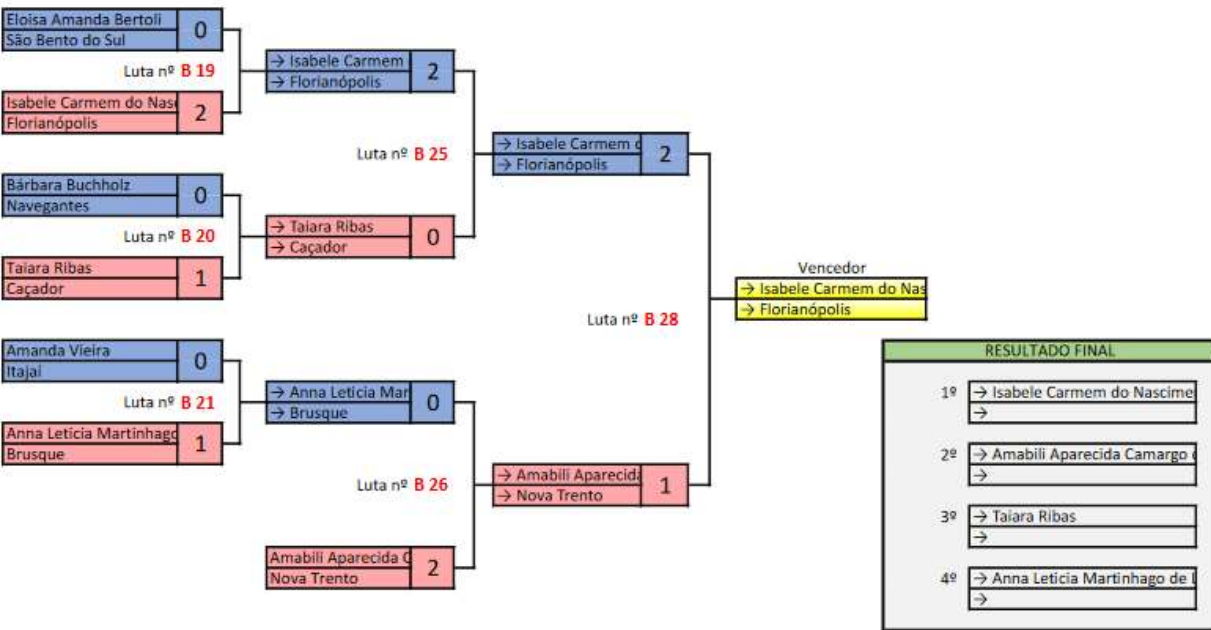 Eloisa Amanda Bertoli
São Bento do Sul
0
Luta nº B 19
Isabele Carmem do Nas
Florianópolis
2
Bárbara Buchholz
Navegantes
0
Luta nº B 20
Taiara Ribas
Caçador
1
Amanda Vieira
Itajaí
0
Luta nº B 21
Anna Leticia Martinhago
Brusque
1
→ Isabele Carmem
→ Florianópolis
2
Luta nº B 25
→ Taiara Ribas
→ Caçador
0
→ Anna Leticia Mar
→ Brusque
0
Luta nº B 26
Amabili Aparecida C
Nova Trento
2
→ Isabele Carmem d
→ Florianópolis
2
Luta nº B 28
→ Amabili Aparecida
→ Nova Trento
1
Vencedor
→ Isabele Carmem do Nas
→ Florianópolis
RESULTADO FINAL
1º → Isabele Carmem do Nascime
→
2º → Amabili Aparecida Camargo
→
3º → Taiara Ribas
→
4º → Anna Leticia Martinhago de
→